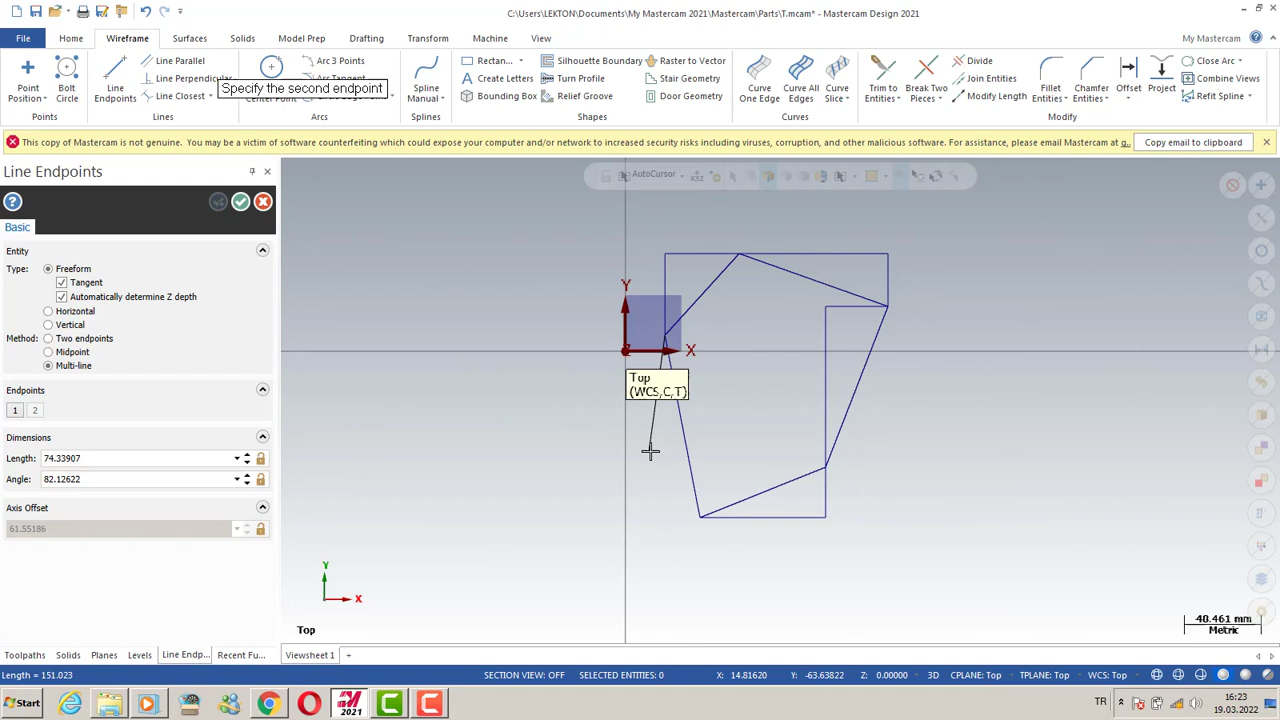 C:\Users\LEKTON\Documents\My Mastercam 2021\Mastercam\Parts\T.mcam* - Mastercam Design 2021
File
Home
Wireframe
Surfaces
Solids
Model Prep
Drafting
Transform
Machine
View
My Mastercam
Point Position
Bolt Circle
Points
Line Endpoints
Line Parallel
Line Perpendicular
Line Closest
Lines
Specify the second endpoint
Arc 3 Points
Arcs
Spline Manual
Splines
Rectan...
Create Letters
Bounding Box
Silhouette Boundary
Turn Profile
Relief Groove
Raster to Vector
Stair Geometry
Door Geometry
Shapes
Curve One Edge
Curve All Edges
Curve Slice
Curves
Trim to Entities
Break Two Pieces
Divide
Join Entities
Modify Length
Fillet Entities
Chamfer Entities
Offset
Project
Close Arc
Combine Views
Refit Spline
Modify
This copy of Mastercam is not genuine. You may be a victim of software counterfeiting which could expose your computer and/or network to increased security risks including viruses, corruption, and other malicious software. For assistance, please email Mastercam at g..
Copy email to clipboard
Line Endpoints
Basic
Entity
Type:
Freeform
Tangent
Automatically determine Z depth
Horizontal
Vertical
Method:
Two endpoints
Midpoint
Multi-line
Endpoints
1
2
Dimensions
Length:
74.33907
Angle:
82.12622
Axis Offset
61.55186
AutoCursor
Y
X
Top
(WCS,C,T)
Y
X
Top
40.461 mm
Metric
Toolpaths
Solids
Planes
Levels
Line Endp...
Recent Fu...
Viewsheet 1
+
Length = 151.023
SECTION VIEW: OFF
SELECTED ENTITIES: 0
X: 14.81620
Y: -63.63822
Z: 0.00000
3D
CPLANE: Top
TPLANE: Top
WCS: Top
Start
2021
TR
16:23
19.03.2022